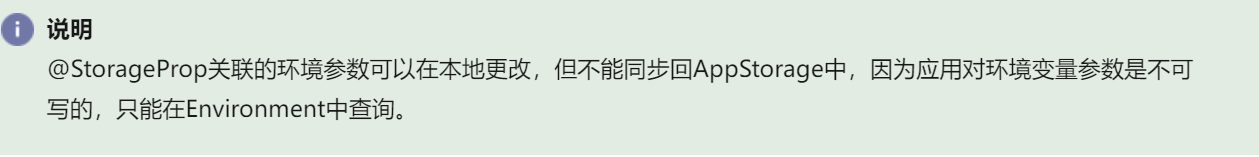 说明
@StorageProp关联的环境参数可以在本地更改，但不能同步回AppStorage中，因为应用对环境变量参数是不可
写的，只能在Environment中查询。